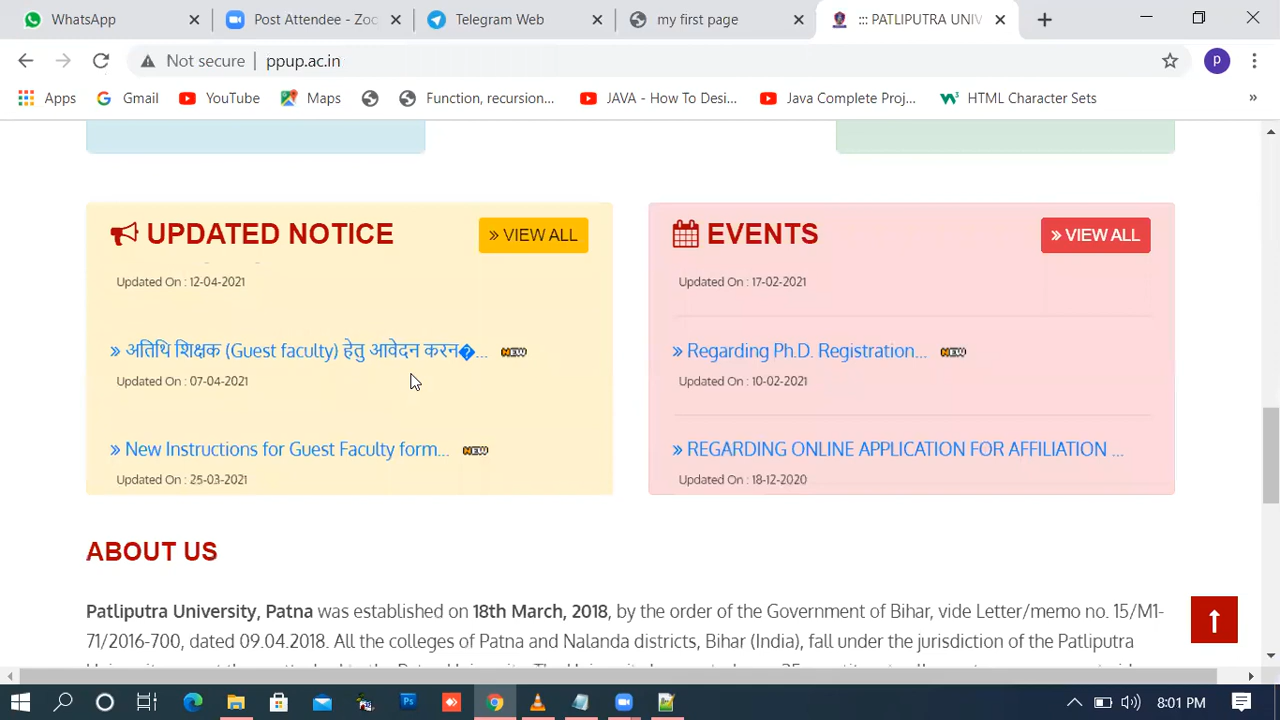 WhatsApp
Post Attendee - Zoo
Telegram Web
my first page
::: PATLIPUTRA UNIV
Not secure | ppup.ac.in
p
Apps
Gmail
YouTube
Maps
Function, recursion...
JAVA - How To Desi...
Java Complete Proj...
HTML Character Sets
»
UPDATED NOTICE
» VIEW ALL
Updated On : 12-04-2021
» अतिथि शिक्षक (Guest faculty) हेतु आवेदन करन�... NEW
Updated On : 07-04-2021
» New Instructions for Guest Faculty form... NEW
Updated On : 25-03-2021
EVENTS
» VIEW ALL
Updated On : 17-02-2021
» Regarding Ph.D. Registration... NEW
Updated On : 10-02-2021
» REGARDING ONLINE APPLICATION FOR AFFILIATION ...
Updated On : 18-12-2020
ABOUT US
Patliputra University, Patna was established on 18th March, 2018, by the order of the Government of Bihar, vide Letter/memo no. 15/M1-
71/2016-700, dated 09.04.2018. All the colleges of Patna and Nalanda districts, Bihar (India), fall under the jurisdiction of the Patliputra
Ps
8:01 PM